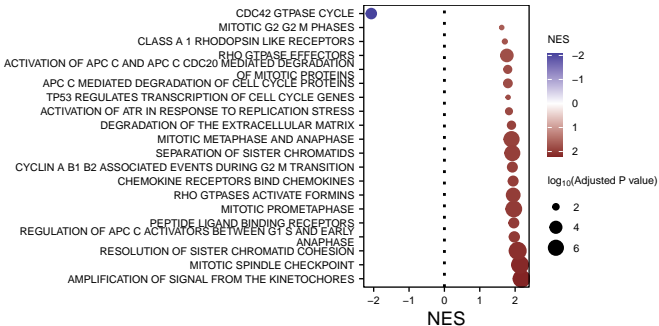 CDC42 GTPASE CYCLE
MITOTIC G2 G2 M PHASES
CLASS A 1 RHODOPSIN LIKE RECEPTORS
RHO GTPASE EFFECTORS
ACTIVATION OF APC C AND APC C CDC20 MEDIATED DEGRADATION
OF MITOTIC PROTEINS
APC C MEDIATED DEGRADATION OF CELL CYCLE PROTEINS
TP53 REGULATES TRANSCRIPTION OF CELL CYCLE GENES
ACTIVATION OF ATR IN RESPONSE TO REPLICATION STRESS
DEGRADATION OF THE EXTRACELLULAR MATRIX
MITOTIC METAPHASE AND ANAPHASE
SEPARATION OF SISTER CHROMATIDS
CYCLIN A B1 B2 ASSOCIATED EVENTS DURING G2 M TRANSITION
CHEMOKINE RECEPTORS BIND CHEMOKINES
RHO GTPASES ACTIVATE FORMINS
MITOTIC PROMETAPHASE
PEPTIDE LIGAND BINDING RECEPTORS
REGULATION OF APC C ACTIVATORS BETWEEN G1 S AND EARLY
ANAPHASE
RESOLUTION OF SISTER CHROMATID COHESION
MITOTIC SPINDLE CHECKPOINT
AMPLIFICATION OF SIGNAL FROM THE KINETOCHORES
−2 −1 0 1 2
NES
NES
−2
−1
0
1
2
log10(Adjusted P value)
2
4
6